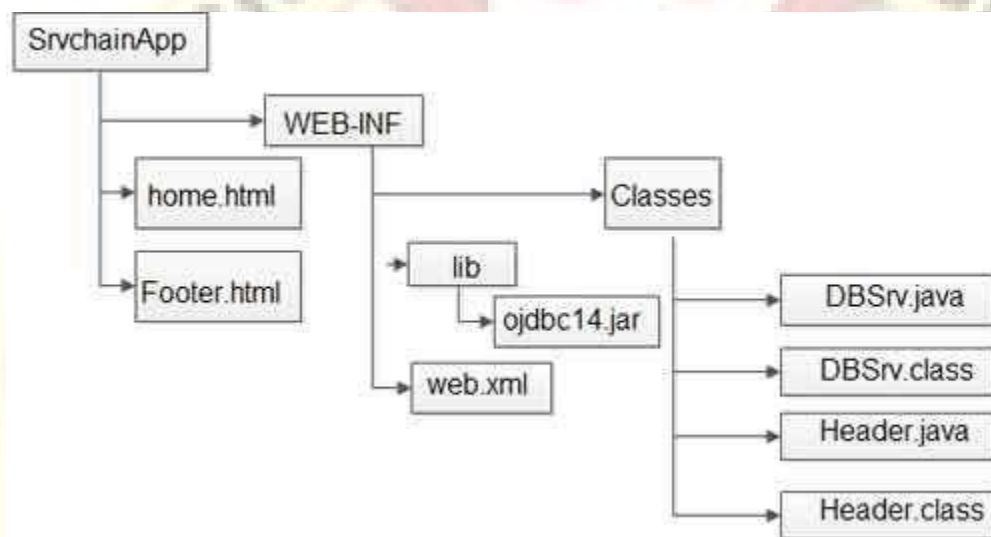 SrvchainApp
WEB-INF
home.html
Classes
lib
Footer.html
DBSrv.java
ojdbc14.jar
DBSrv.class
web.xml
Header.java
Header.class